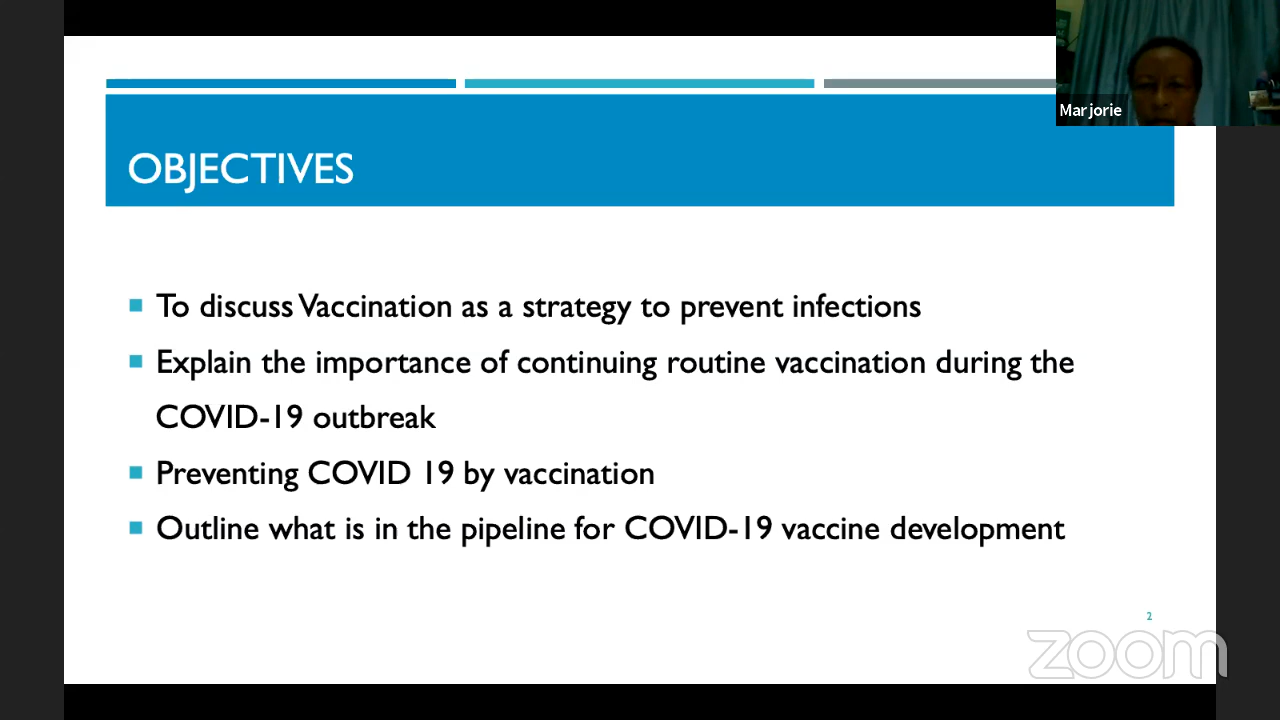 Marjorie
OBJECTIVES
To discuss Vaccination as a strategy to prevent infections
Explain the importance of continuing routine vaccination during the
COVID-19 outbreak
Preventing COVID 19 by vaccination
Outline what is in the pipeline for COVID-19 vaccine development
2
zoom